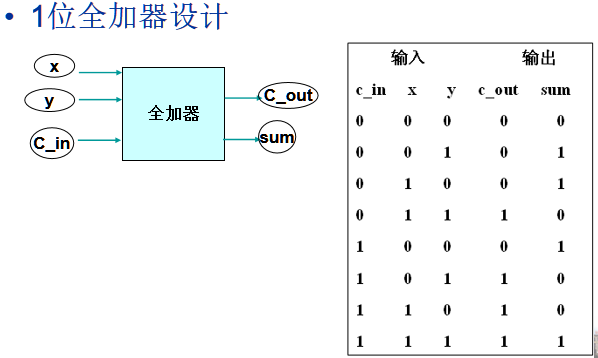 • 1位全加器设计
x
y
C_in
全加器
C_out
sum
输入 输出
c_in x y c_out sum
0 0 0 0 0
0 0 1 0 1
0 1 0 0 1
0 1 1 1 0
1 0 0 0 1
1 0 1 1 0
1 1 0 1 0
1 1 1 1 1